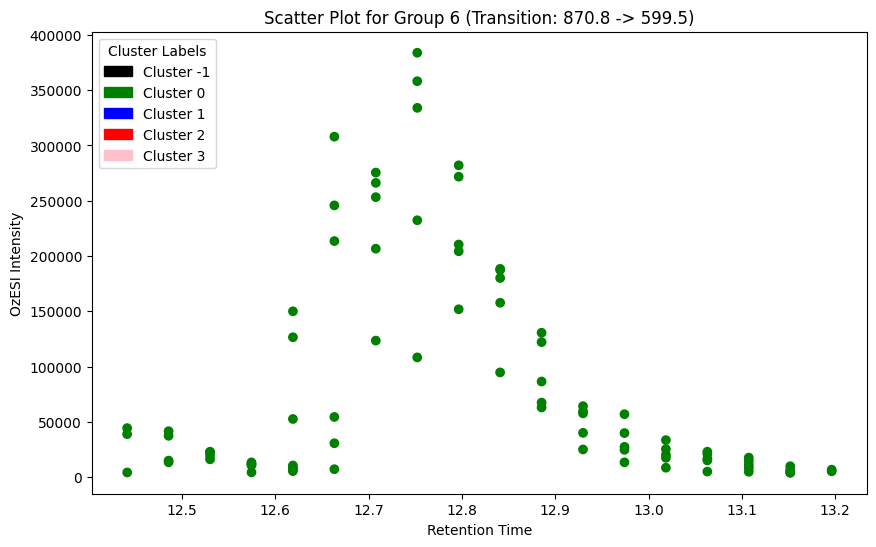 Scatter Plot for Group 6 (Transition: 870.8 -> 599.5)
Cluster Labels
Cluster -1
Cluster 0
Cluster 1
Cluster 2
Cluster 3
OzESI Intensity
400000
350000
300000
250000
200000
150000
100000
50000
0
12.5 12.6 12.7 12.8 12.9 13.0 13.1 13.2
Retention Time